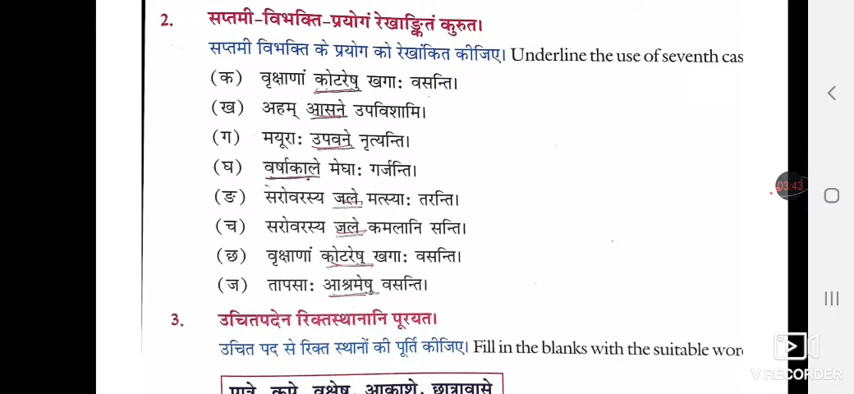 2. सप्तमी-विभक्ति-प्रयोगं रेखाङ्कितं कुरुत।
सप्तमी विभक्ति के प्रयोग को रेखांकित कीजिए। Underline the use of seventh cas
(क) वृक्षाणां कोटरेषु खगाः वसन्ति।
(ख) अहम् आसने उपविशामि।
(ग) मयूराः उपवने नृत्यन्ति।
(घ) वर्षाकाले मेघाः गर्जन्ति।
(ङ) सरोवरस्य जले मत्स्याः तरन्ति।
(च) सरोवरस्य जले कमलानि सन्ति।
(छ) वृक्षाणां कोटरेषु खगाः वसन्ति।
(ज) तापसाः आश्रमेषु वसन्ति।
3. उचितपदेन रिक्तस्थानानि पूरयत।
उचित पद से रिक्त स्थानों की पूर्ति कीजिए। Fill in the blanks with the suitable wor
पात्रे, कूपे, वृक्षेषु, आकाशे, छात्रावासे
03:43
V RECORDER